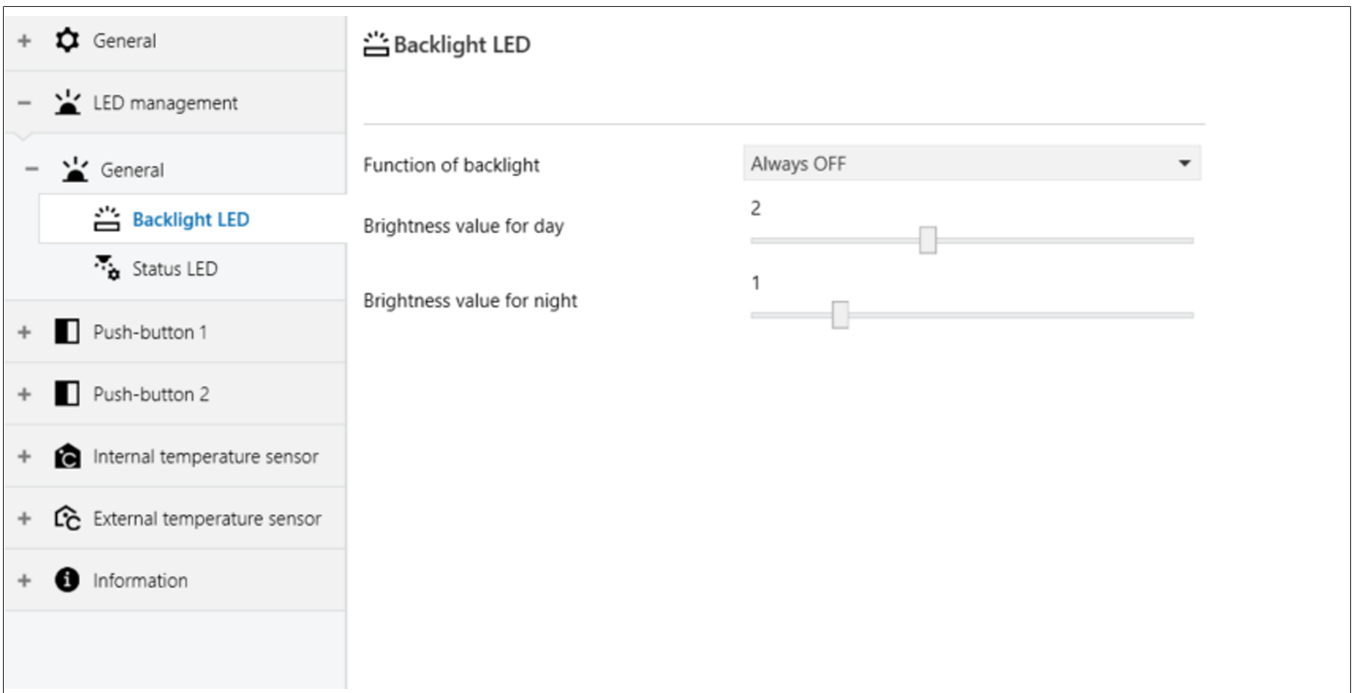 General
LED management
General
Backlight LED
Status LED
Push-button 1
Push-button 2
Internal temperature sensor
External temperature sensor
Information
Backlight LED
Function of backlight
Always OFF
Brightness value for day
2
Brightness value for night
1